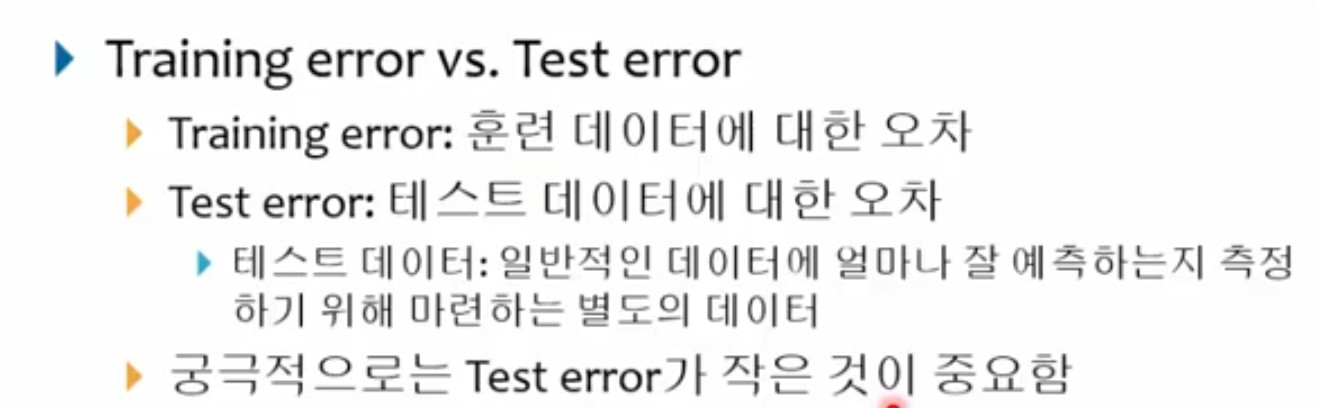 Training error vs. Test error
Training error: 훈련 데이터에 대한 오차
Test error: 테스트 데이터에 대한 오차
테스트 데이터: 일반적인 데이터에 얼마나 잘 예측하는지 측정
하기 위해 마련하는 별도의 데이터
궁극적으로는 Test error가 작은 것이 중요함